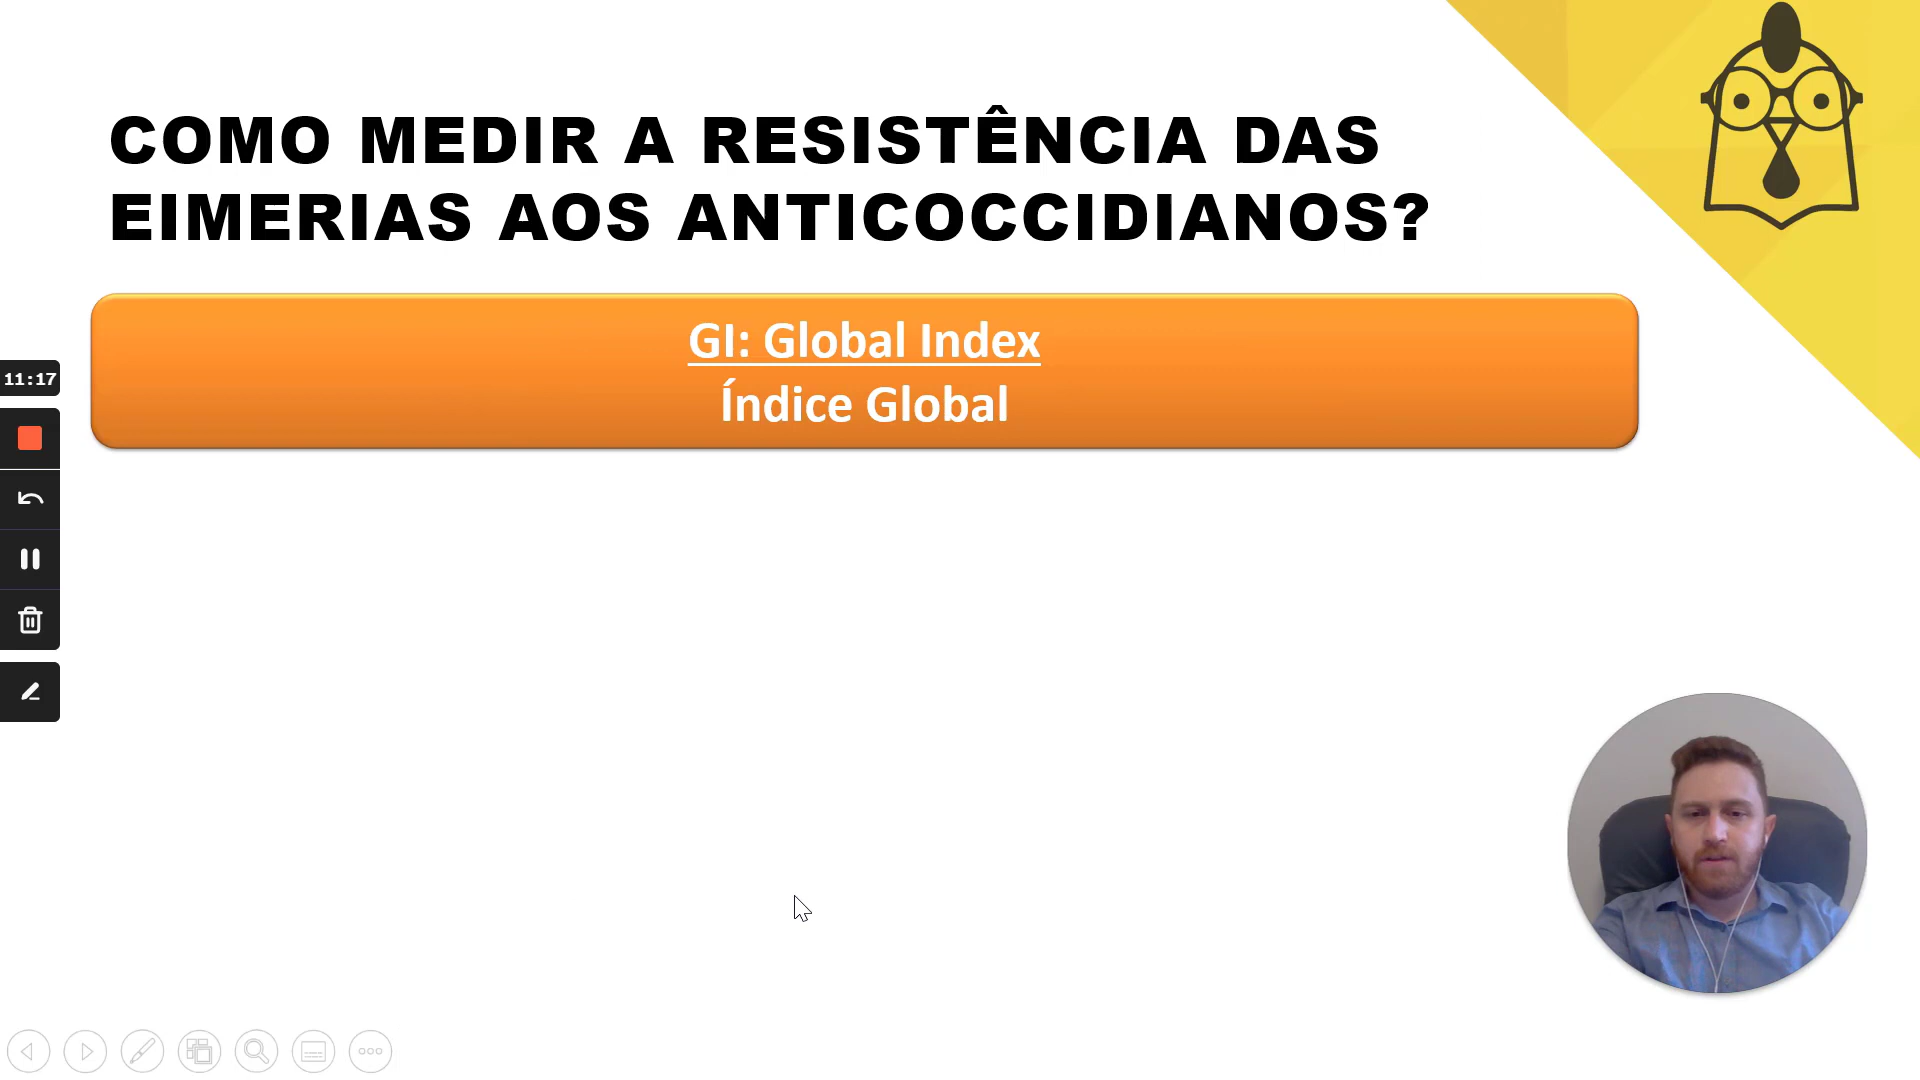 COMO MEDIR A RESISTÊNCIA DAS
EIMERIAS AOS ANTICOCCIDIANOS?
GI: Global Index
Índice Global
11:17